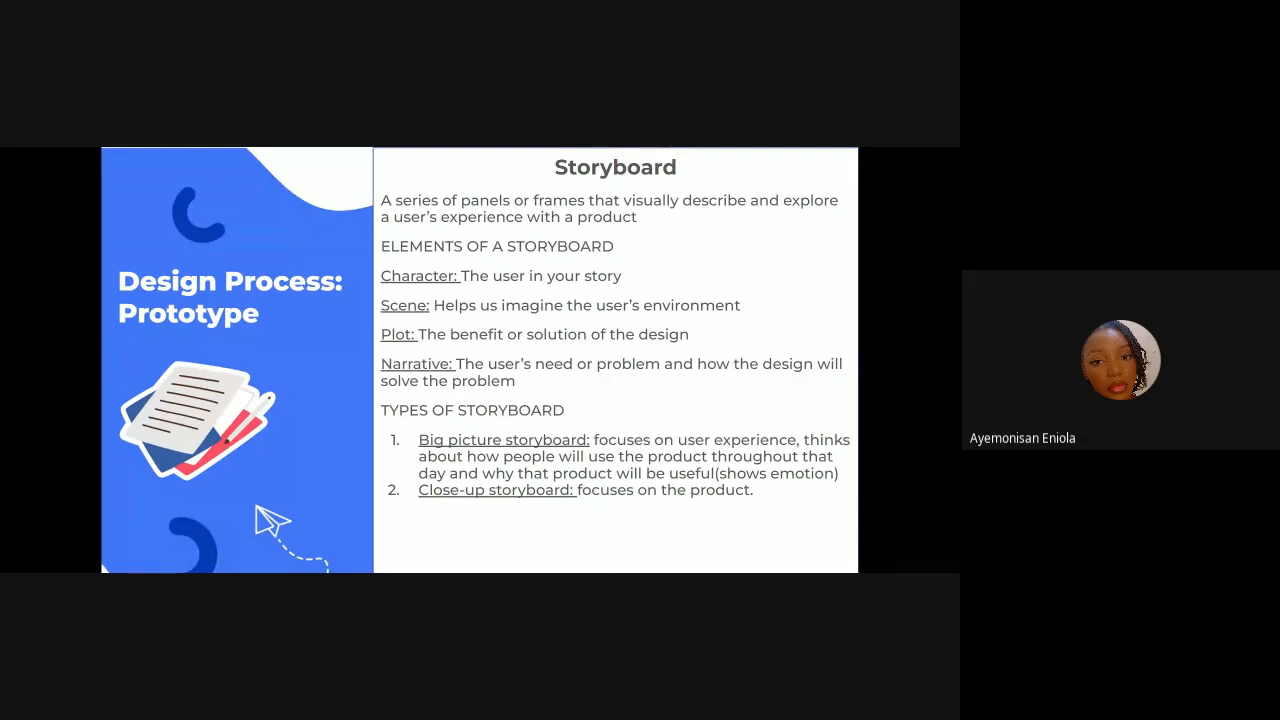 Design Process:
Prototype
Storyboard
A series of panels or frames that visually describe and explore
a user’s experience with a product
ELEMENTS OF A STORYBOARD
Character: The user in your story
Scene: Helps us imagine the user’s environment
Plot: The benefit or solution of the design
Narrative: The user’s need or problem and how the design will
solve the problem
TYPES OF STORYBOARD
1. Big picture storyboard: focuses on user experience, thinks
about how people will use the product throughout that
day and why that product will be useful(shows emotion)
2. Close-up storyboard: focuses on the product.
Ayemonisan Eniola